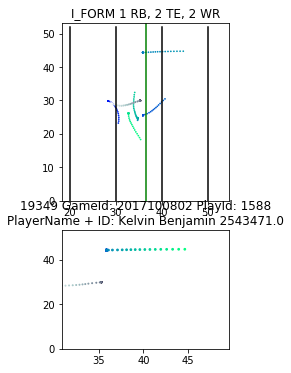 I_FORM 1 RB, 2 TE, 2 WR
50
40
30
20
10
0
20 30 40 50
19349 GameId: 2017100802 PlayId: 1588
PlayerName + ID: Kelvin Benjamin 2543471.0
40
20
0
35 40 45